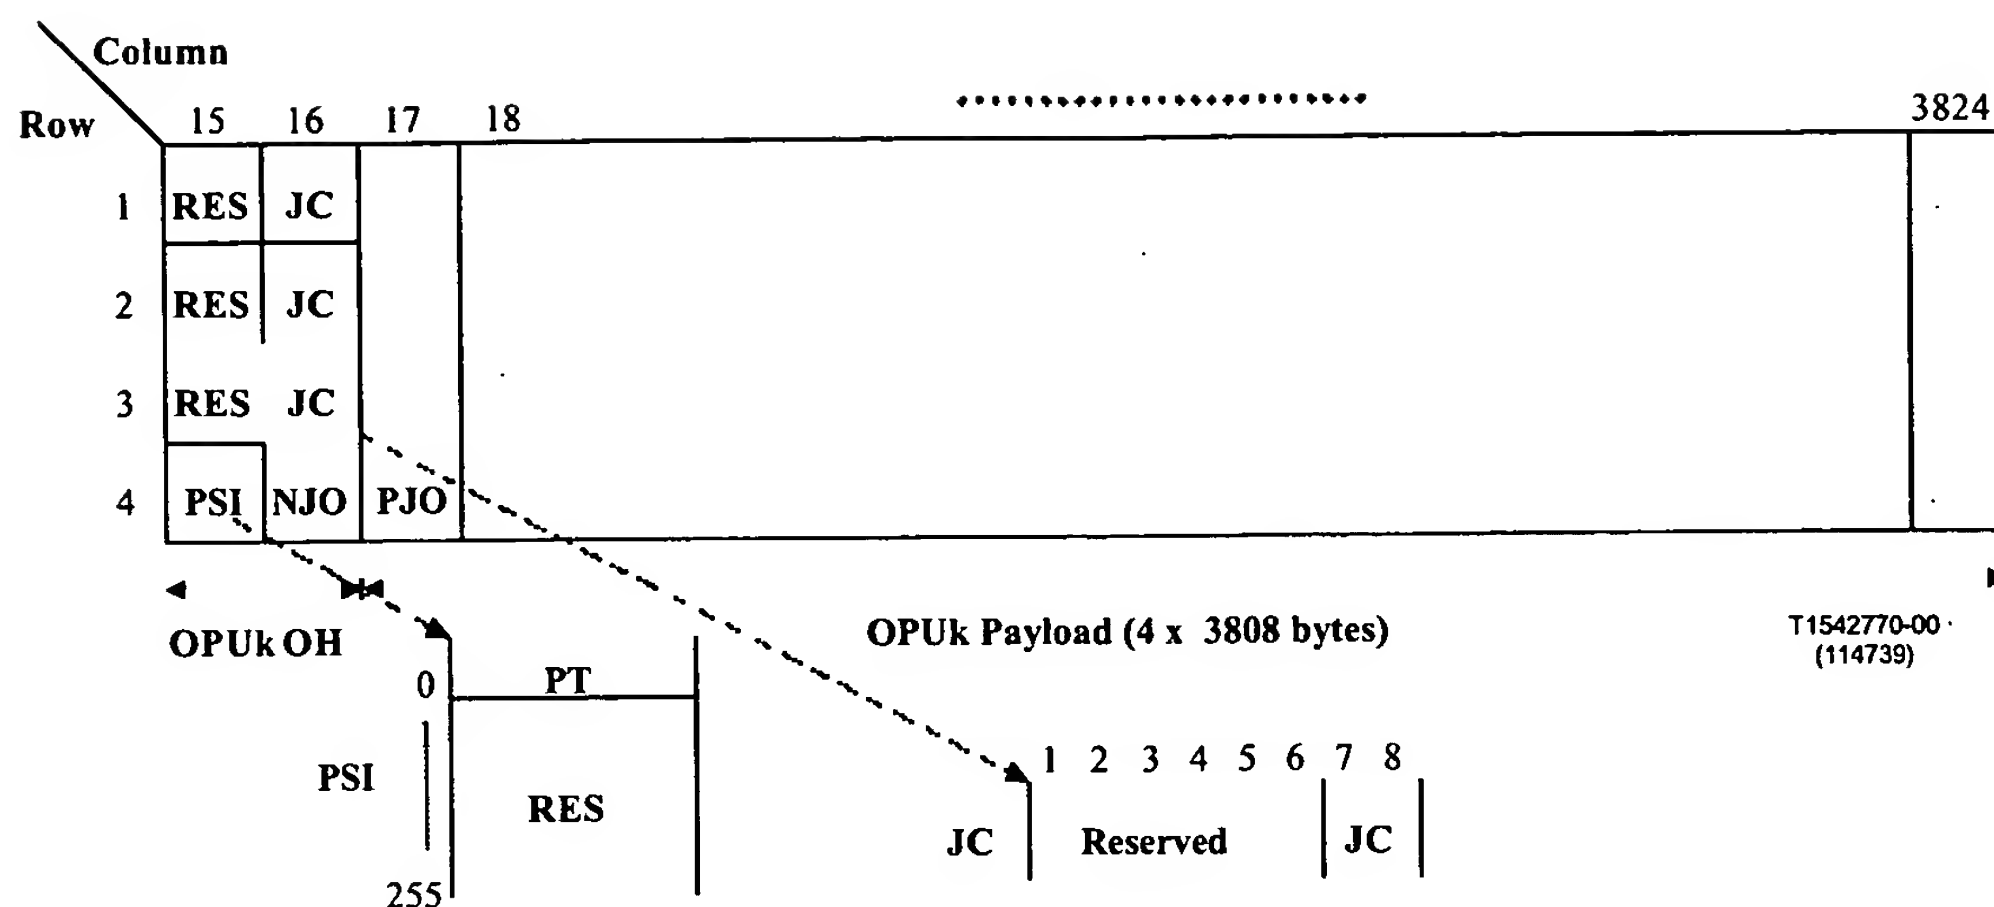 Column
Row 15 16 17 18 3824
1 RES JC
2 RES JC
3 RES JC
4 PSI NJO PJO
OPUk OH
OPUk Payload (4 x 3808 bytes)
T1542770-00
(114739)
0 PT
PSI
RES
255
1 2 3 4 5 6 7 8
JC Reserved JC